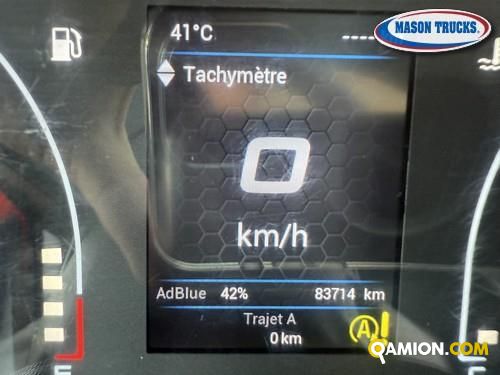 41°C
-----
MASON TRUCKS
Tachymètre
0
km/h
AdBlue 42% 83714 km
Trajet A
0 km
A
QAMION.COM